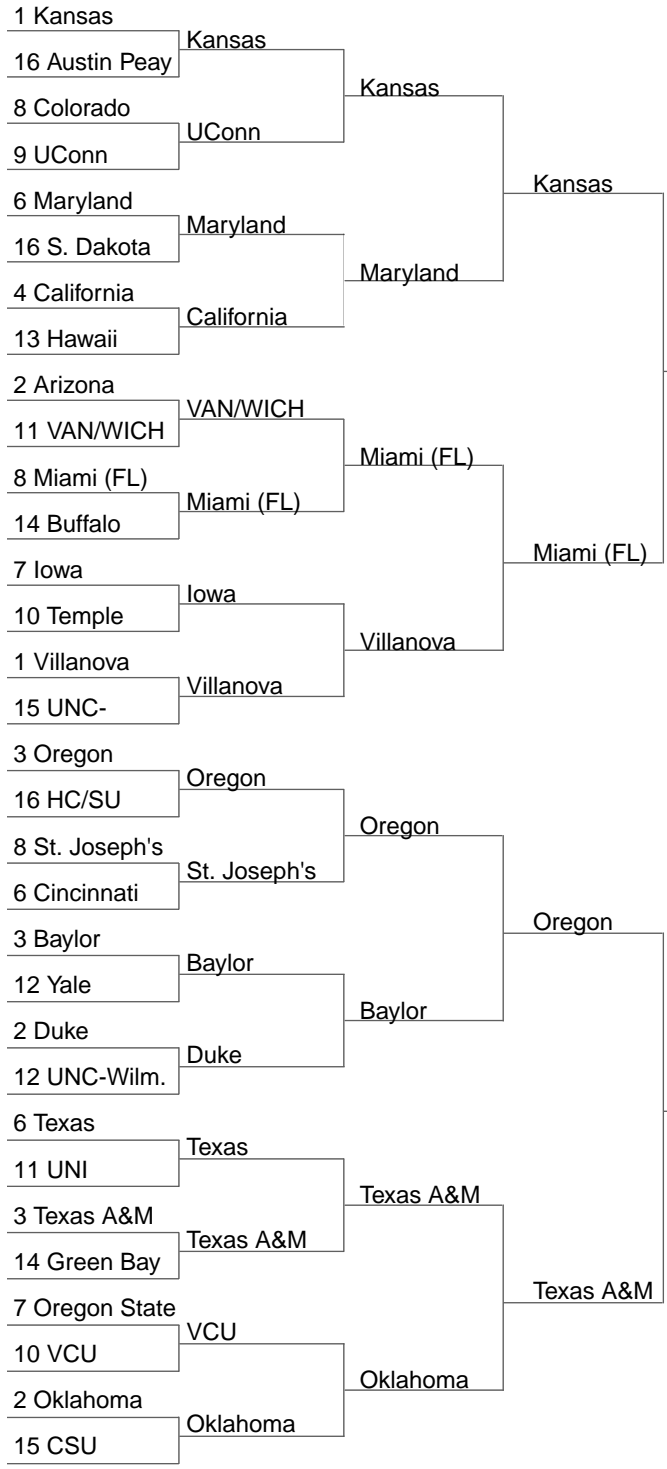 1 Kansas
16 Austin Peay
8 Colorado
9 UConn
6 Maryland
16 S. Dakota
4 California
13 Hawaii
2 Arizona
11 VAN/WICH
8 Miami (FL)
14 Buffalo
7 Iowa
10 Temple
1 Villanova
15 UNC-
3 Oregon
16 HC/SU
8 St. Joseph's
6 Cincinnati
3 Baylor
12 Yale
2 Duke
12 UNC-Wilm.
6 Texas
11 UNI
3 Texas A&M
14 Green Bay
7 Oregon State
10 VCU
2 Oklahoma
15 CSU
Kansas
UConn
Maryland
California
VAN/WICH
Miami (FL)
Iowa
Villanova
Oregon
St. Joseph's
Baylor
Duke
Texas
Texas A&M
VCU
Oklahoma
Kansas
Maryland
Miami (FL)
Villanova
Oregon
Baylor
Texas A&M
Oklahoma
Kansas
Miami (FL)
Oregon
Texas A&M